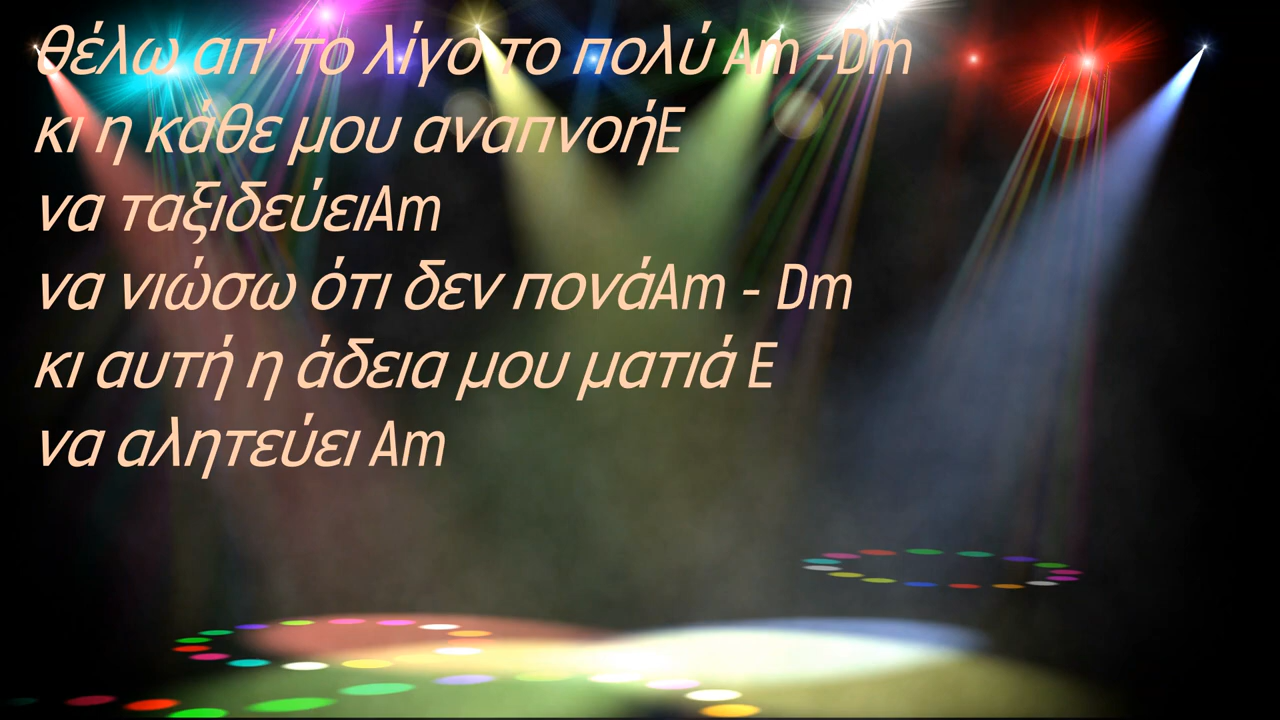 θέλω απ' το λίγο το πολύ Am -Dm
κι η κάθε μου αναπνοήE
να ταξιδεύειAm
να νιώσω ότι δεν πονάAm - Dm
κι αυτή η άδεια μου ματιά E
να αλητεύει Am